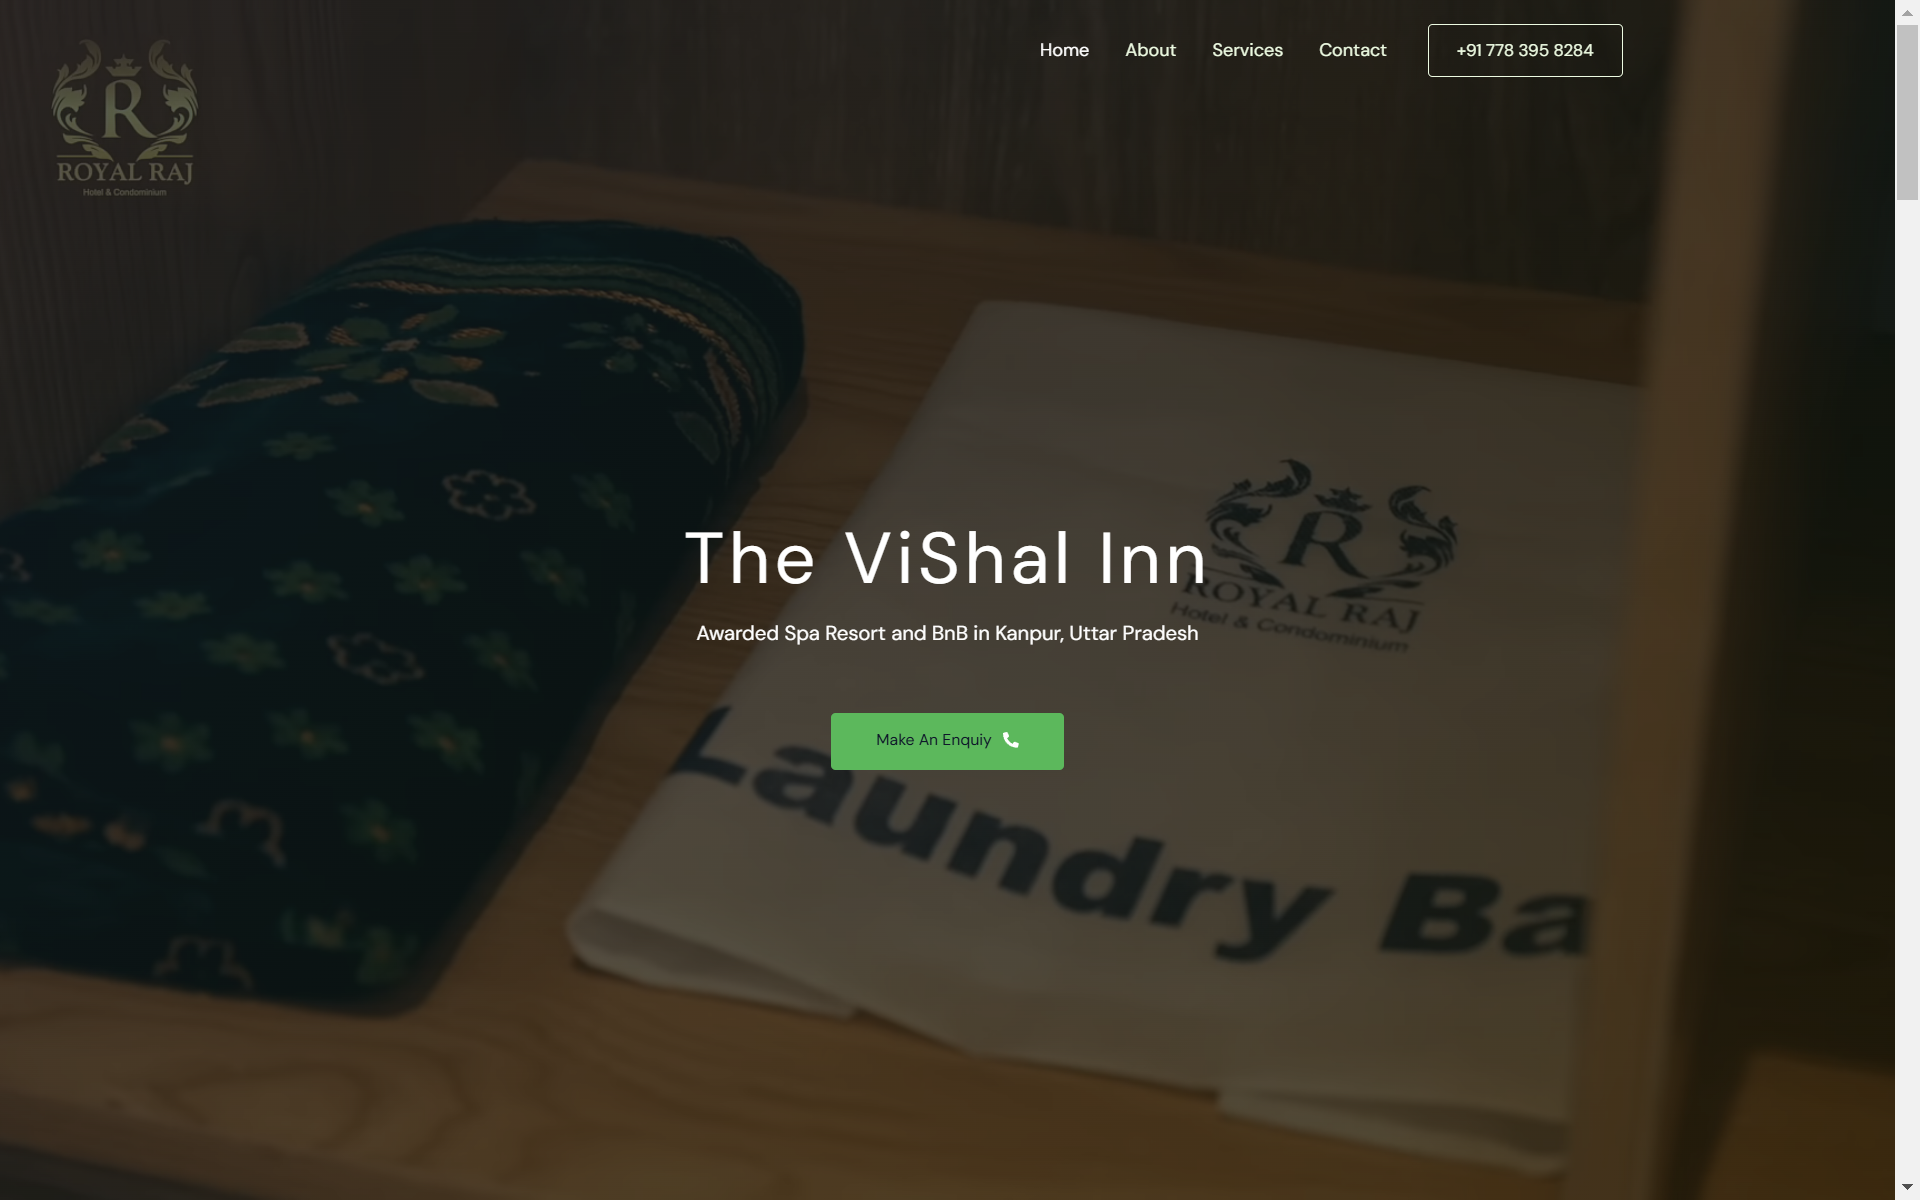 Home
About
Services
Contact
+91 778 395 8284
R
ROYAL RAJ
Hotel & Condominium
The ViShal Inn
Awarded Spa Resort and BnB in Kanpur, Uttar Pradesh
Make An Enquiy
R
ROYAL RAJ
Hotel & Condominium
Laundry Ba